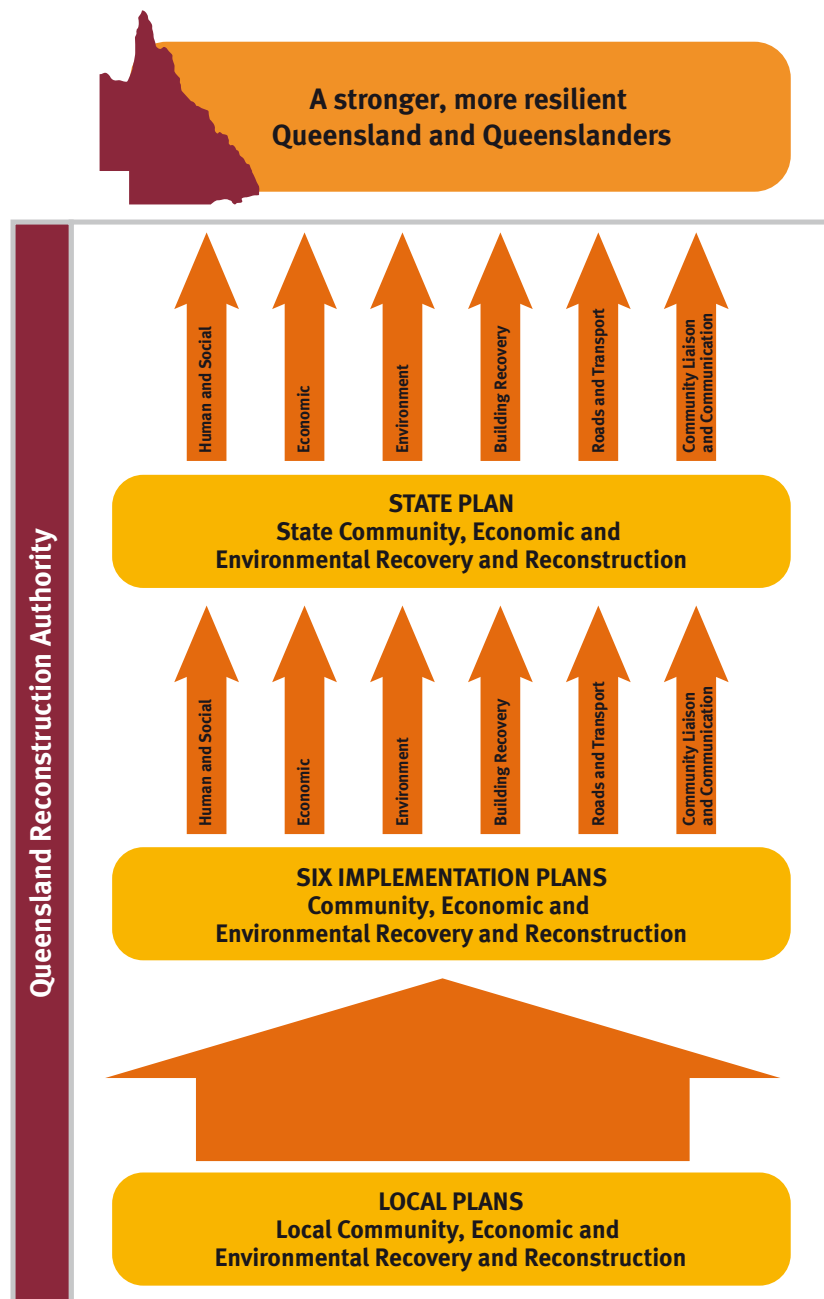 A stronger, more resilient
Queensland and Queenslanders
Queensland Reconstruction Authority
Human and Social
Economic
Environment
Building Recovery
Roads and Transport
Community Liaison
and Communication
STATE PLAN
State Community, Economic and
Environmental Recovery and Reconstruction
Human and Social
Economic
Environment
Building Recovery
Roads and Transport
Community Liaison
and Communication
SIX IMPLEMENTATION PLANS
Community, Economic and
Environmental Recovery and Reconstruction
LOCAL PLANS
Local Community, Economic and
Environmental Recovery and Reconstruction